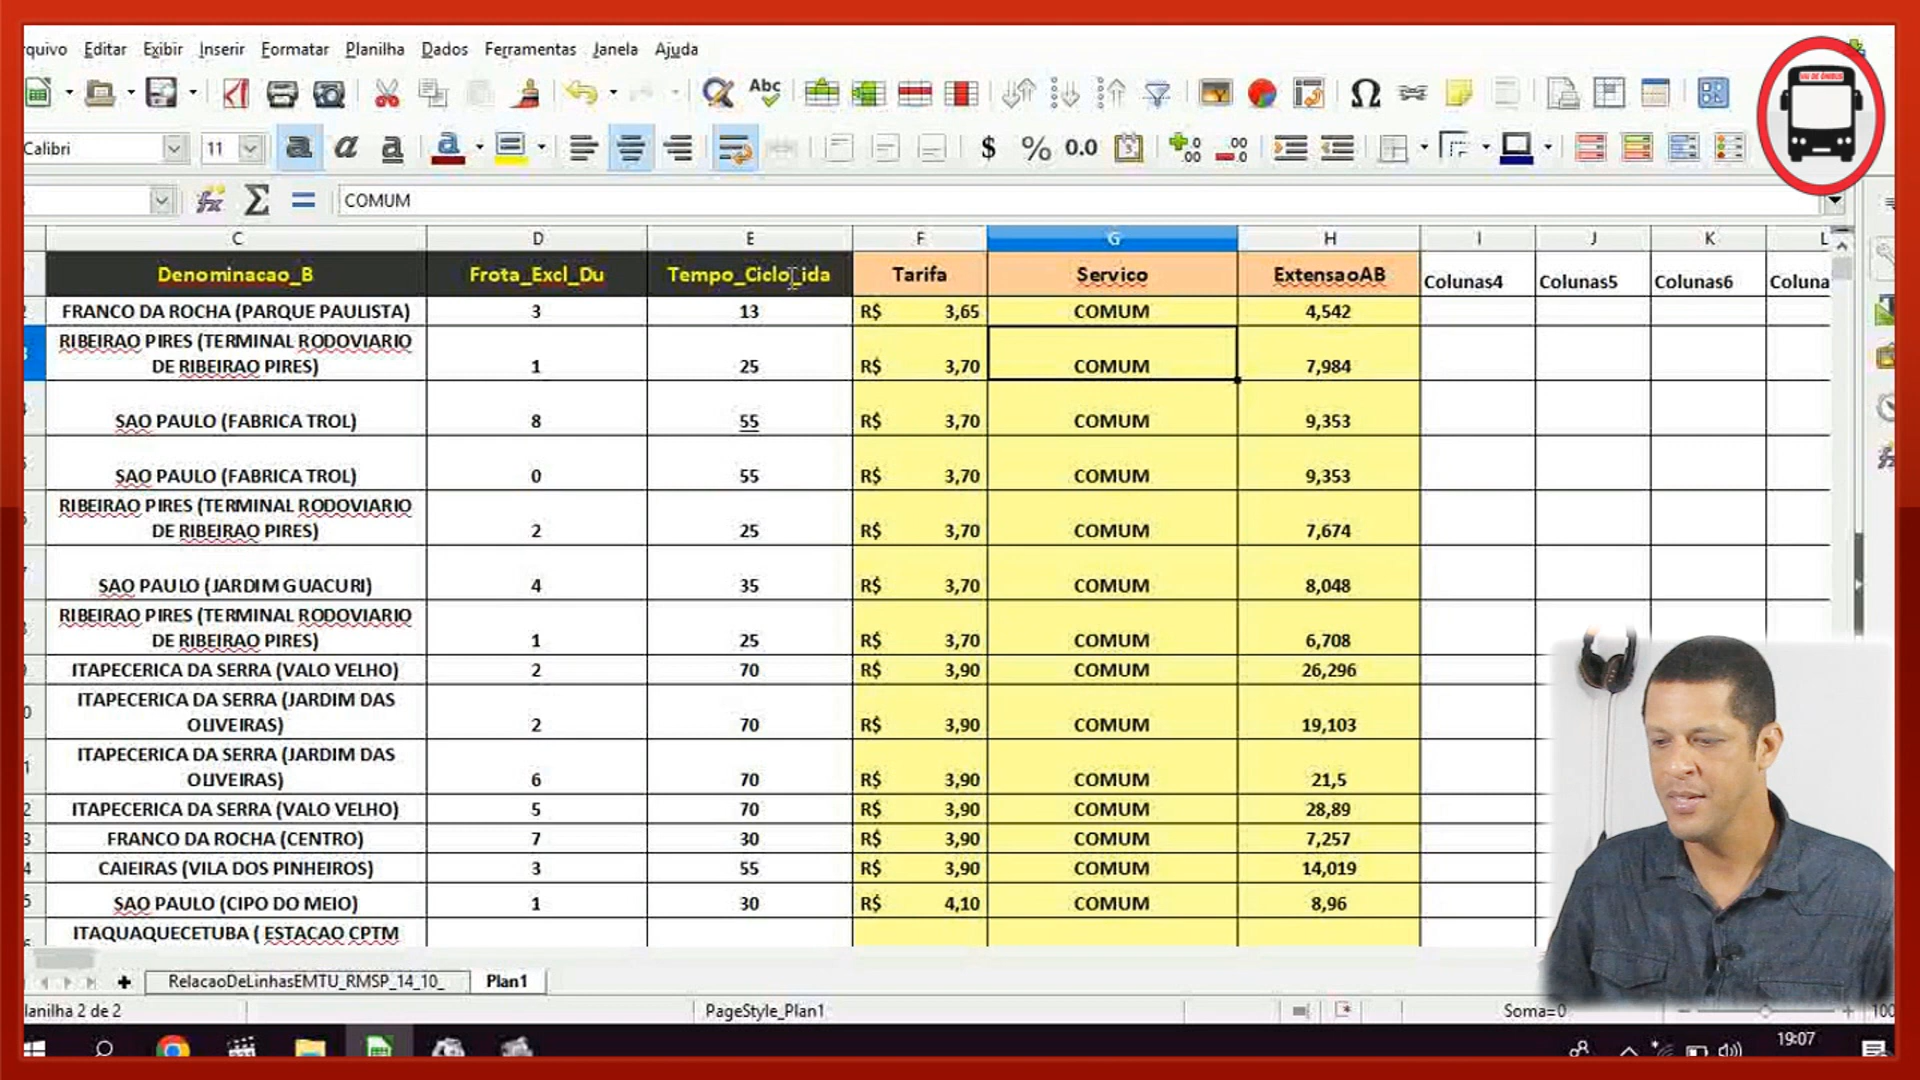 rquivo Editar Exibir Inserir Formatar Planilha Dados Ferramentas Janela Ajuda
Abc
VAI DE ÔNIBUS
Calibri 11 a a a a $ % 0.0
COMUM
C D E F G H I J K L
Denominacao_B Frota_Excl_Du Tempo_Ciclo_ida Tarifa Servico ExtensaoAB Colunas4 Colunas5 Colunas6 Coluna
FRANCO DA ROCHA (PARQUE PAULISTA) 3 13 R$ 3,65 COMUM 4,542
RIBEIRAO PIRES (TERMINAL RODOVIARIO
DE RIBEIRAO PIRES) 1 25 R$ 3,70 COMUM 7,984
SAO PAULO (FABRICA TROL) 8 55 R$ 3,70 COMUM 9,353
SAO PAULO (FABRICA TROL) 0 55 R$ 3,70 COMUM 9,353
RIBEIRAO PIRES (TERMINAL RODOVIARIO
DE RIBEIRAO PIRES) 2 25 R$ 3,70 COMUM 7,674
SAO PAULO (JARDIM GUACURI) 4 35 R$ 3,70 COMUM 8,048
RIBEIRAO PIRES (TERMINAL RODOVIARIO
DE RIBEIRAO PIRES) 1 25 R$ 3,70 COMUM 6,708
ITAPECERICA DA SERRA (VALO VELHO) 2 70 R$ 3,90 COMUM 26,296
ITAPECERICA DA SERRA (JARDIM DAS
OLIVEIRAS) 2 70 R$ 3,90 COMUM 19,103
ITAPECERICA DA SERRA (JARDIM DAS
OLIVEIRAS) 6 70 R$ 3,90 COMUM 21,5
ITAPECERICA DA SERRA (VALO VELHO) 5 70 R$ 3,90 COMUM 28,89
FRANCO DA ROCHA (CENTRO) 7 30 R$ 3,90 COMUM 7,257
CAIEIRAS (VILA DOS PINHEIROS) 3 55 R$ 3,90 COMUM 14,019
SAO PAULO (CIPO DO MEIO) 1 30 R$ 4,10 COMUM 8,96
ITAQUAQUECETUBA ( ESTACAO CPTM
RelacaoDeLinhasEMTU_RMSP_14_10_ Plan1
lanilha 2 de 2 PageStyle_Plan1 Soma=0 100
19:07